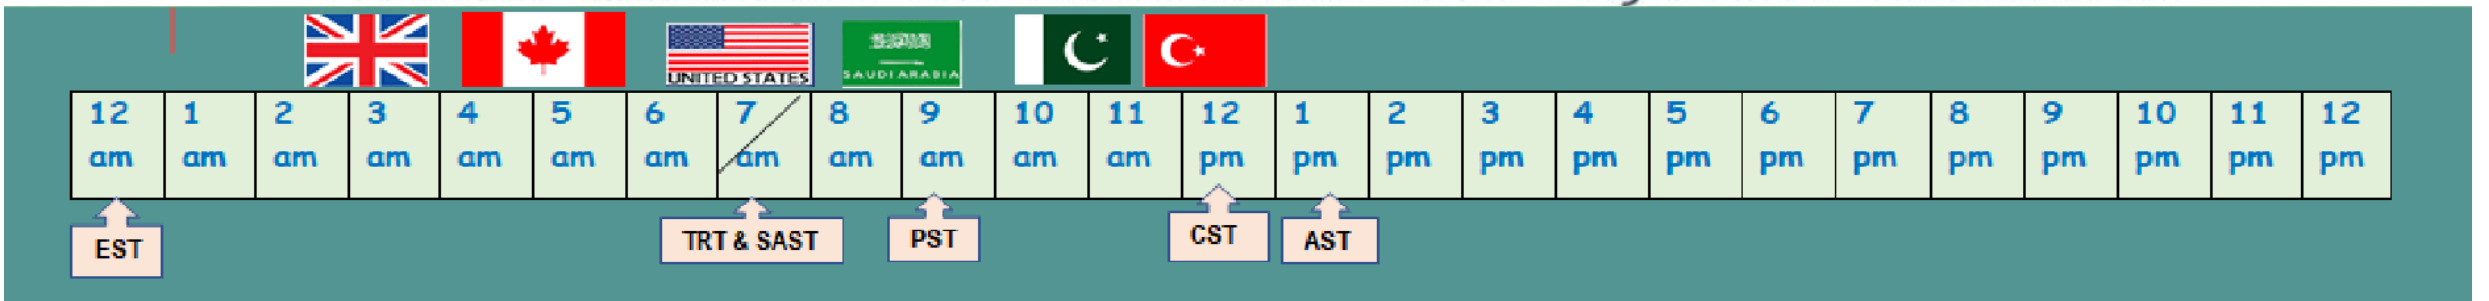 UNITED STATES
SAUDI ARABIA
12 1 2 3 4 5 6 7 8 9 10 11 12 1 2 3 4 5 6 7 8 9 10 11 12
am am am am am am am am am am am am pm pm pm pm pm pm pm pm pm pm pm pm pm
EST TRT & SAST PST CST AST